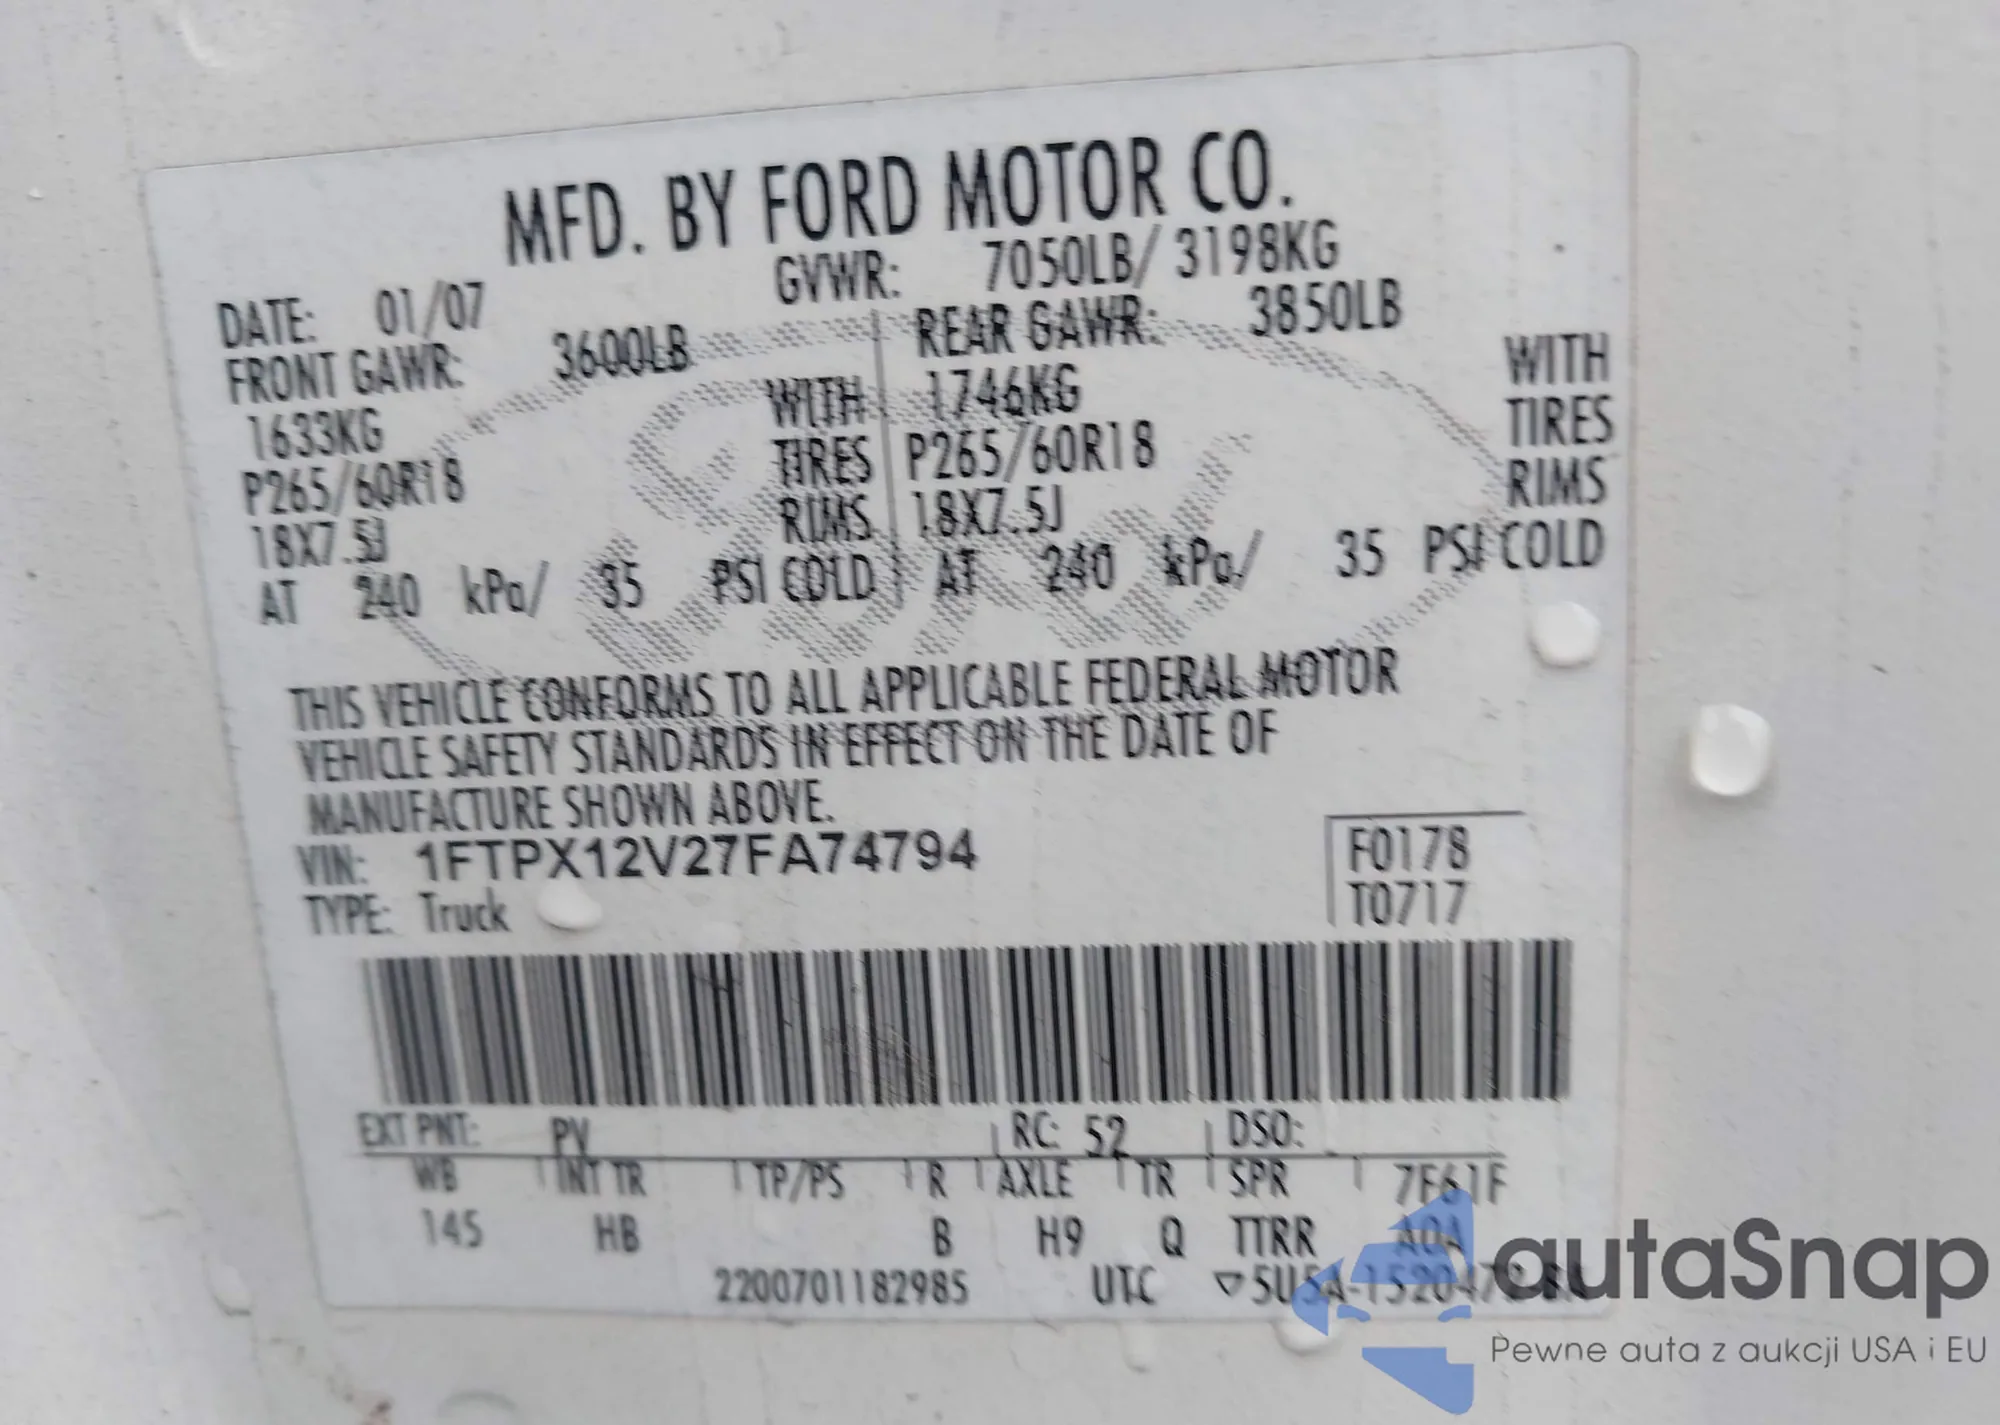 MFD. BY FORD MOTOR CO.
DATE: 01/07 GVWR: 7050LB/ 3198KG
FRONT GAWR: 3600LB REAR GAWR: 3850LB
1633KG WITH 1746KG WITH
P265/60R18 TIRES P265/60R18 TIRES
18X7.5J RIMS 18X7.5J RIMS
AT 240 kPa/ 35 PSI COLD AT 240 kPa/ 35 PSI COLD
THIS VEHICLE CONFORMS TO ALL APPLICABLE FEDERAL MOTOR
VEHICLE SAFETY STANDARDS IN EFFECT ON THE DATE OF
MANUFACTURE SHOWN ABOVE.
VIN: 1FTPX12V27FA74794 F0178
TYPE: Truck T0717
EXT PNT: PV RC: 52 DSO:
WB INT TR TP/PS R AXLE TR SPR 7F61F
145 HB B H9 Q TTRR A0A
2200701182985 UTC
autaSnap
Pewne auta z aukcji USA i EU